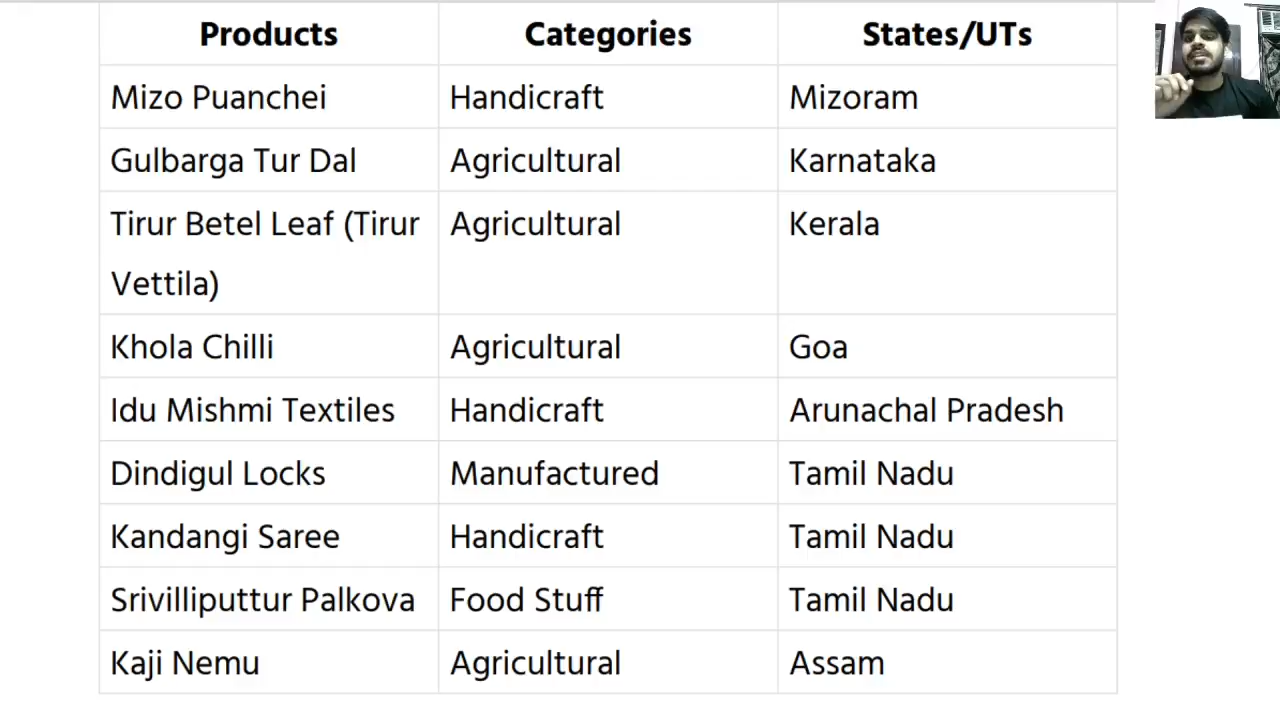 Products Categories States/UTs
Mizo Puanchei Handicraft Mizoram
Gulbarga Tur Dal Agricultural Karnataka
Tirur Betel Leaf (Tirur Agricultural Kerala
Vettila)
Khola Chilli Agricultural Goa
Idu Mishmi Textiles Handicraft Arunachal Pradesh
Dindigul Locks Manufactured Tamil Nadu
Kandangi Saree Handicraft Tamil Nadu
Srivilliputtur Palkova Food Stuff Tamil Nadu
Kaji Nemu Agricultural Assam